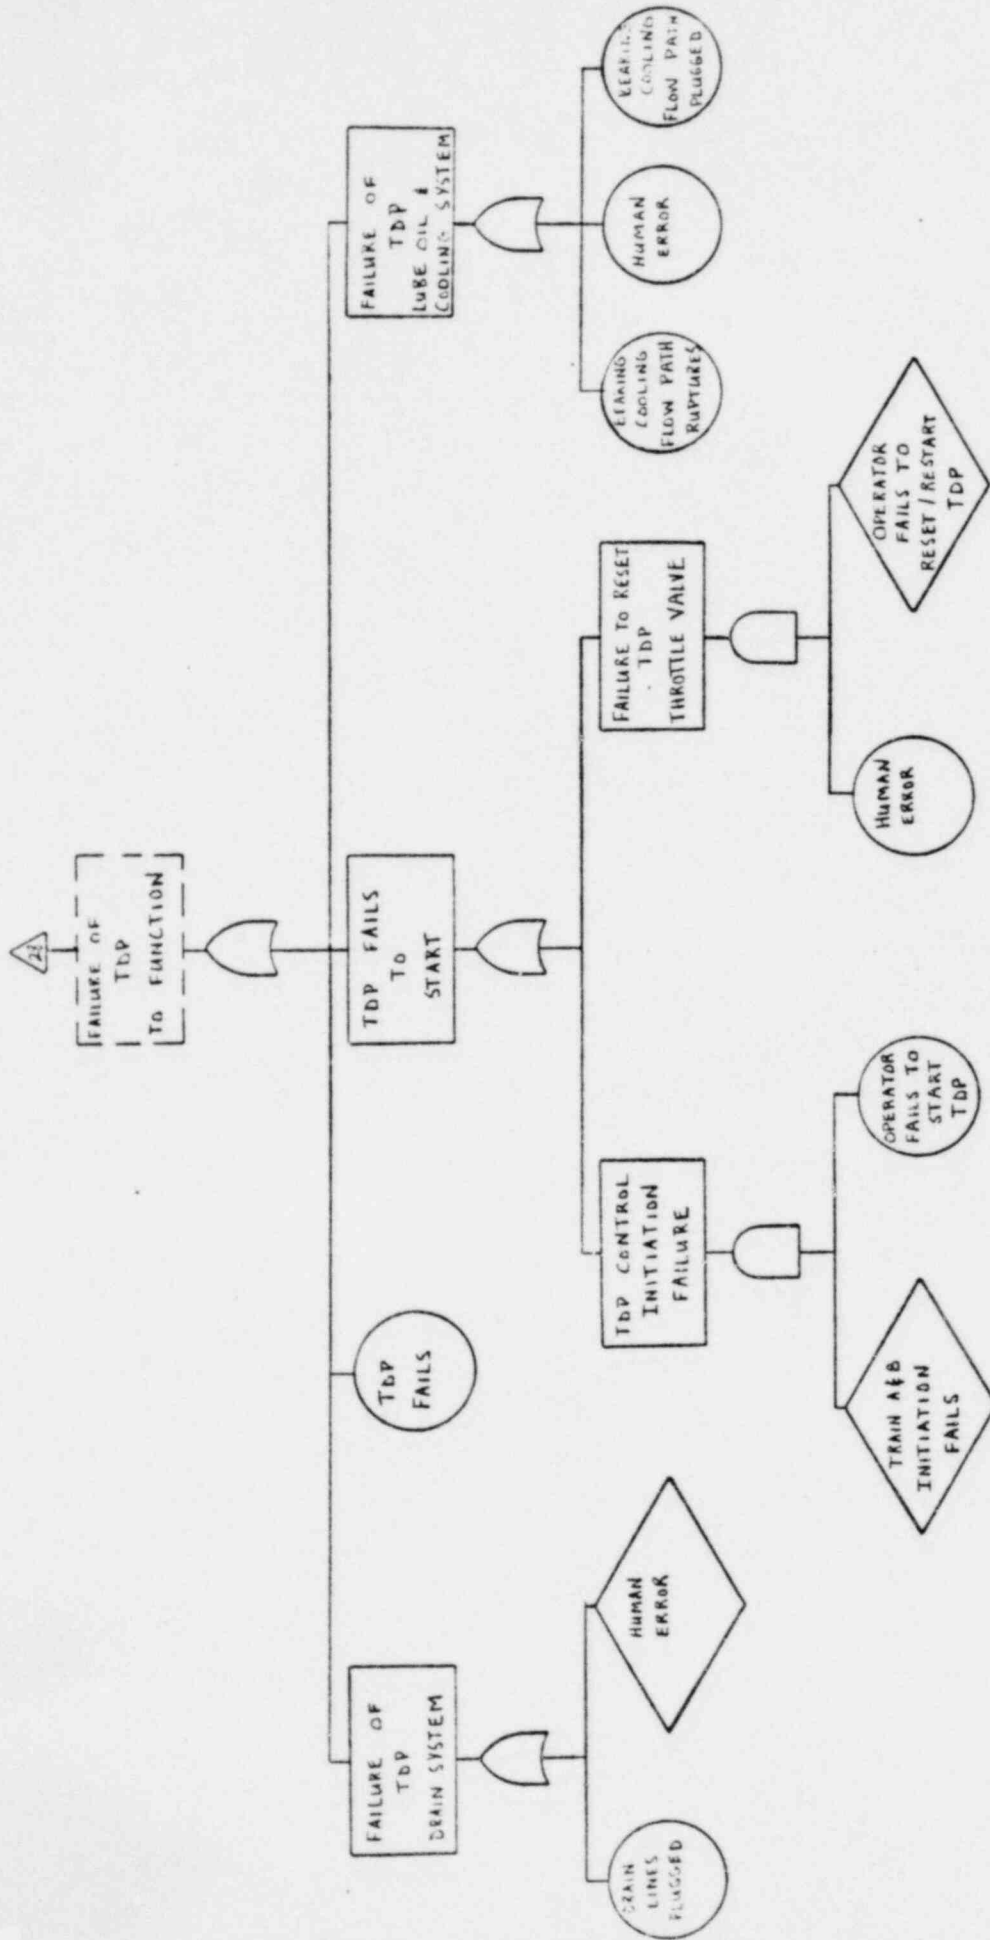 FAILURE OF
TDP
TO FUNCTION
FAILURE OF
TDP
DRAIN SYSTEM
TDP
FAILS
TDP FAILS
TO
START
FAILURE OF
TDP
LUBE OIL &
COOLING SYSTEM
DRAIN
LINES
PLUGGED
HUMAN
ERROR
TDP CONTROL
INITIATION
FAILURE
FAILURE TO RESET
TDP
THROTTLE VALVE
BEARING
COOLING
FLOW PATH
RUPTURES
HUMAN
ERROR
BEARING
COOLING
FLOW PATH
PLUGGED
TRAIN A&B
INITIATION
FAILS
OPERATOR
FAILS TO
START
TDP
HUMAN
ERROR
OPERATOR
FAILS TO
RESET/RESTART
TDP